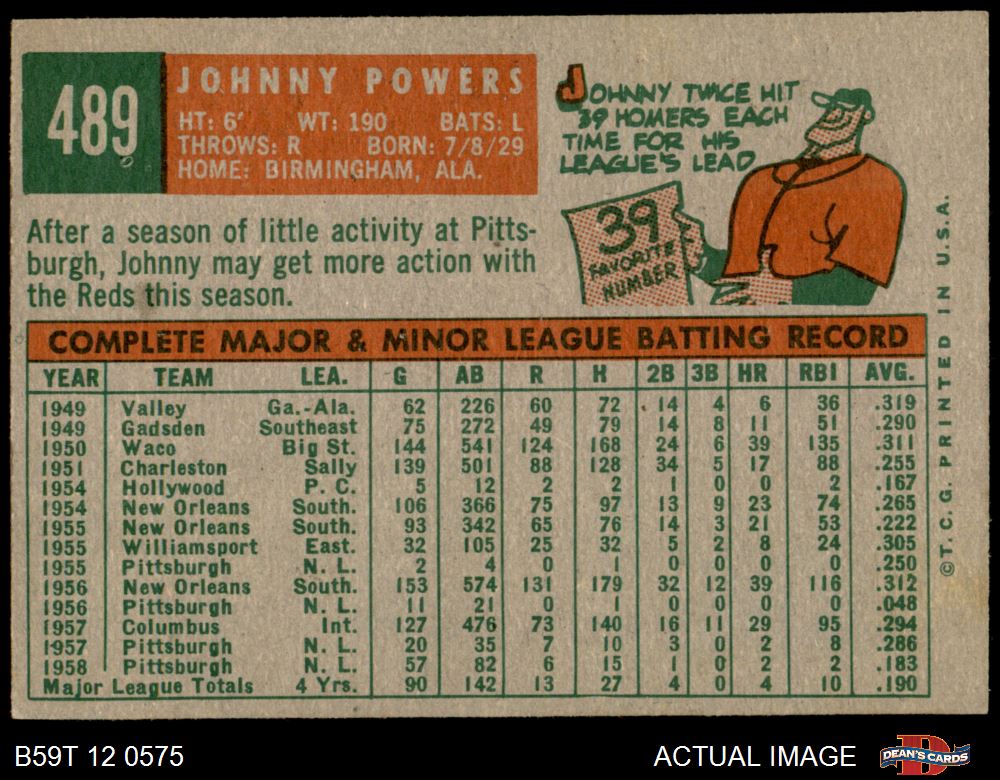 489
JOHNNY POWERS
HT: 6' WT: 190 BATS: L
THROWS: R BORN: 7/8/29
HOME: BIRMINGHAM, ALA.
JOHNNY TWICE HIT
39 HOMERS EACH
TIME FOR HIS
LEAGUE'S LEAD
39
FAVORITE
NUMBER
After a season of little activity at Pitts-
burgh, Johnny may get more action with
the Reds this season.
COMPLETE MAJOR & MINOR LEAGUE BATTING RECORD
YEAR TEAM LEA. G AB R H 2B 3B HR RBI AVG.
1949 Valley Ga.-Ala. 62 226 60 72 14 4 6 36 .319
1949 Gadsden Southeast 75 272 49 79 14 8 11 51 .290
1950 Waco Big St. 144 541 124 168 24 6 39 135 .311
1951 Charleston Sally 139 501 88 128 34 5 17 88 .255
1954 Hollywood P. C. 5 12 2 2 1 0 0 2 .167
1954 New Orleans South. 106 366 75 97 13 9 23 74 .265
1955 New Orleans South. 93 342 65 76 14 3 21 53 .222
1955 Williamsport East. 32 105 25 32 5 2 8 24 .305
1955 Pittsburgh N. L. 2 4 0 1 0 0 0 0 .250
1956 New Orleans South. 153 574 131 179 32 12 39 116 .312
1956 Pittsburgh N. L. 11 21 0 1 0 0 0 0 .048
1957 Columbus Int. 127 476 73 140 16 11 29 95 .294
1957 Pittsburgh N. L. 20 35 7 10 3 0 2 8 .286
1958 Pittsburgh N. L. 57 82 6 15 1 0 2 2 .183
Major League Totals 4 Yrs. 90 142 13 27 4 0 4 10 .190
©T. C. G. PRINTED IN U.S.A.
B59T 12 0575
ACTUAL IMAGE
D
DEAN'S CARDS